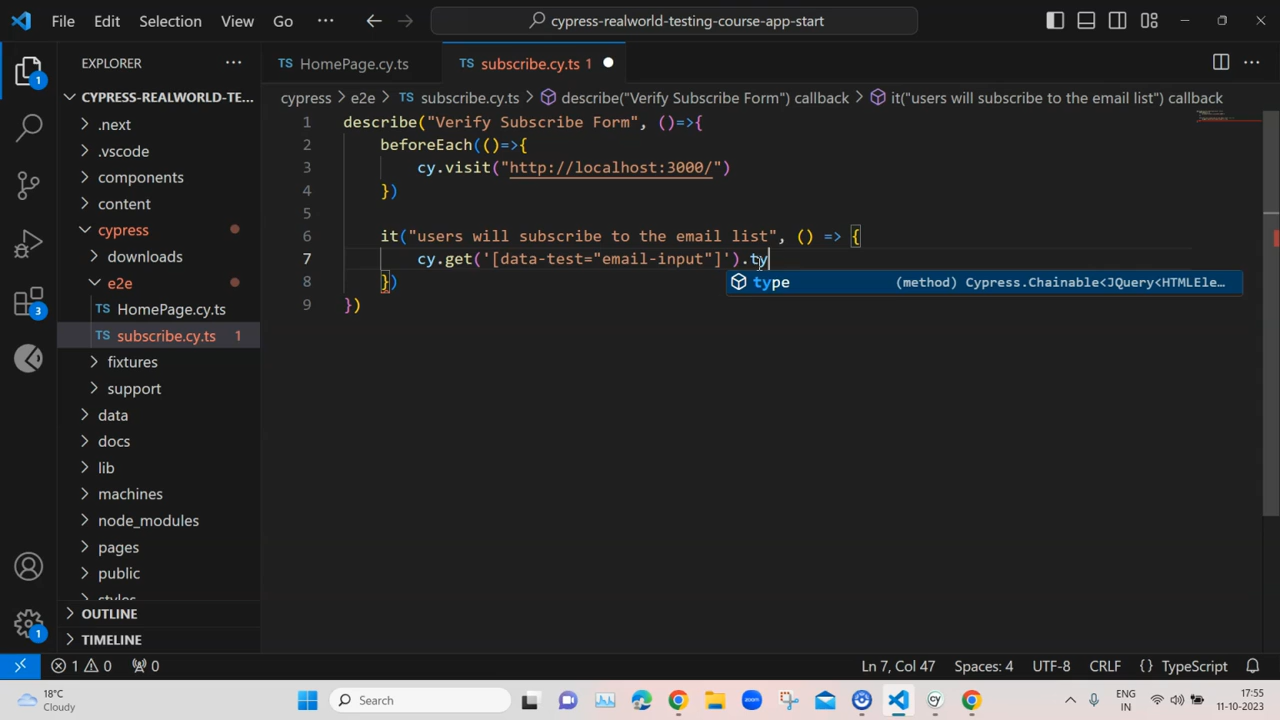 File Edit Selection View Go ··· cypress-realworld-testing-course-app-start
EXPLORER ···
TS HomePage.cy.ts TS subscribe.cy.ts 1
CYPRESS-REALWORLD-TE...
cypress > e2e > TS subscribe.cy.ts > describe("Verify Subscribe Form") callback > it("users will subscribe to the email list") callback
.next
.vscode
components
content
cypress
downloads
e2e
TS HomePage.cy.ts
TS subscribe.cy.ts 1
fixtures
support
data
docs
lib
machines
node_modules
pages
public
styles
OUTLINE
TIMELINE
1 describe("Verify Subscribe Form", ()=>{
2 beforeEach(()=>{
3 cy.visit("http://localhost:3000/")
4 })
5
6 it("users will subscribe to the email list", () => {
7 cy.get('[data-test="email-input"]').ty
type (method) Cypress.Chainable<JQuery<HTMLEle...
8 })
9 })
1
3
1
1 0 0 Ln 7, Col 47 Spaces: 4 UTF-8 CRLF {} TypeScript
18°C
Cloudy
Search
ENG
IN
17:55
11-10-2023